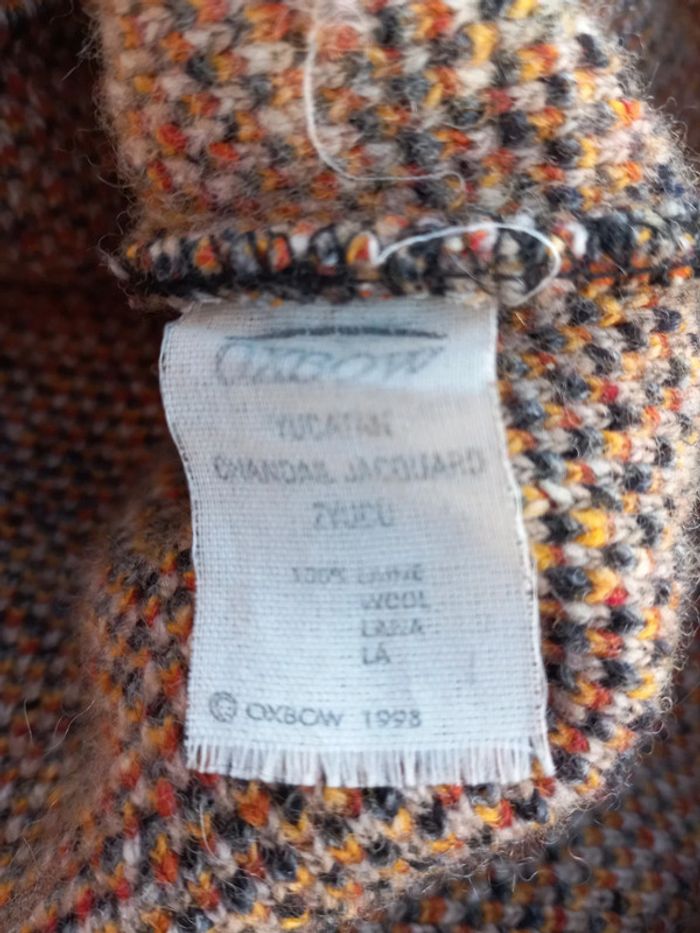 OXBOW
YUCATAN
CHANDAIL JACQUARD
100% LAINE
WOOL
LANA
LÃ
© OXBOW 1998